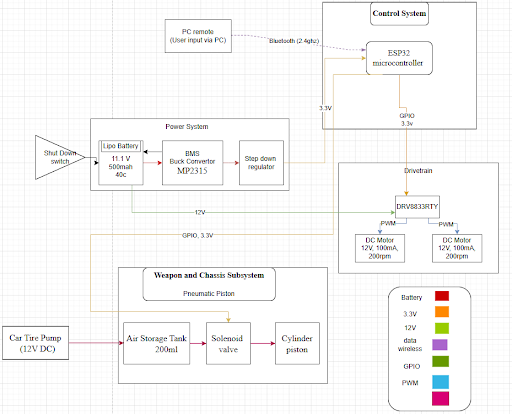 Control System
PC remote
(User input via PC)
Bluetooth (2.4ghz)
ESP32
microcontroller
3.3V
GPIO
3.3v
Power System
Shut Down
switch
Lipo Battery
11.1 V
500mah
40c
BMS
Buck Convertor
MP2315
Step down
regulator
Drivetrain
DRV8833RTY
12V
PWM
PWM
GPIO, 3.3V
DC Motor
12V, 100mA,
200rpm
DC Motor
12V, 100mA,
200rpm
Weapon and Chassis Subsystem
Pneumatic Piston
Car Tire Pump
(12V DC)
Air Storage Tank
200ml
Solenoid
valve
Cylinder
piston
Battery
3.3V
12V
data
wireless
GPIO
PWM